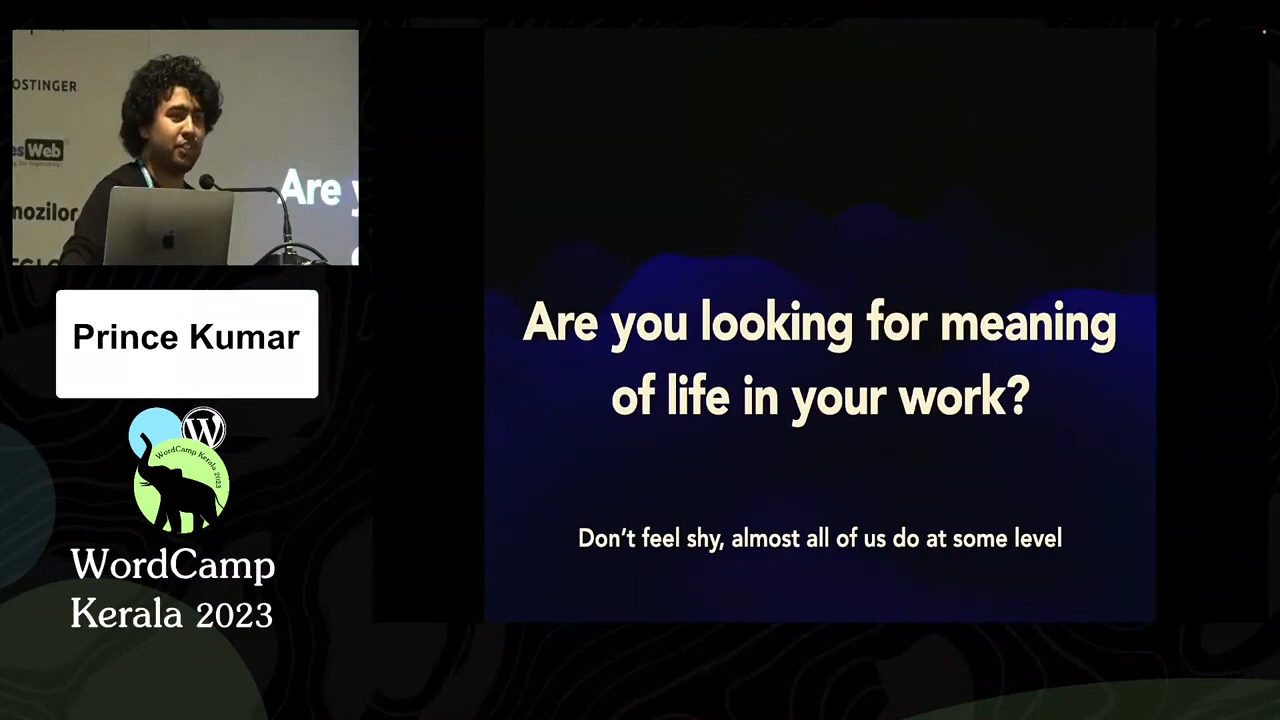 OSTINGER
esWeb
mozilor
Are y
Prince Kumar
W
WordCamp Kerala 2023
WordCamp
Kerala 2023
Are you looking for meaning
of life in your work?
Don't feel shy, almost all of us do at some level